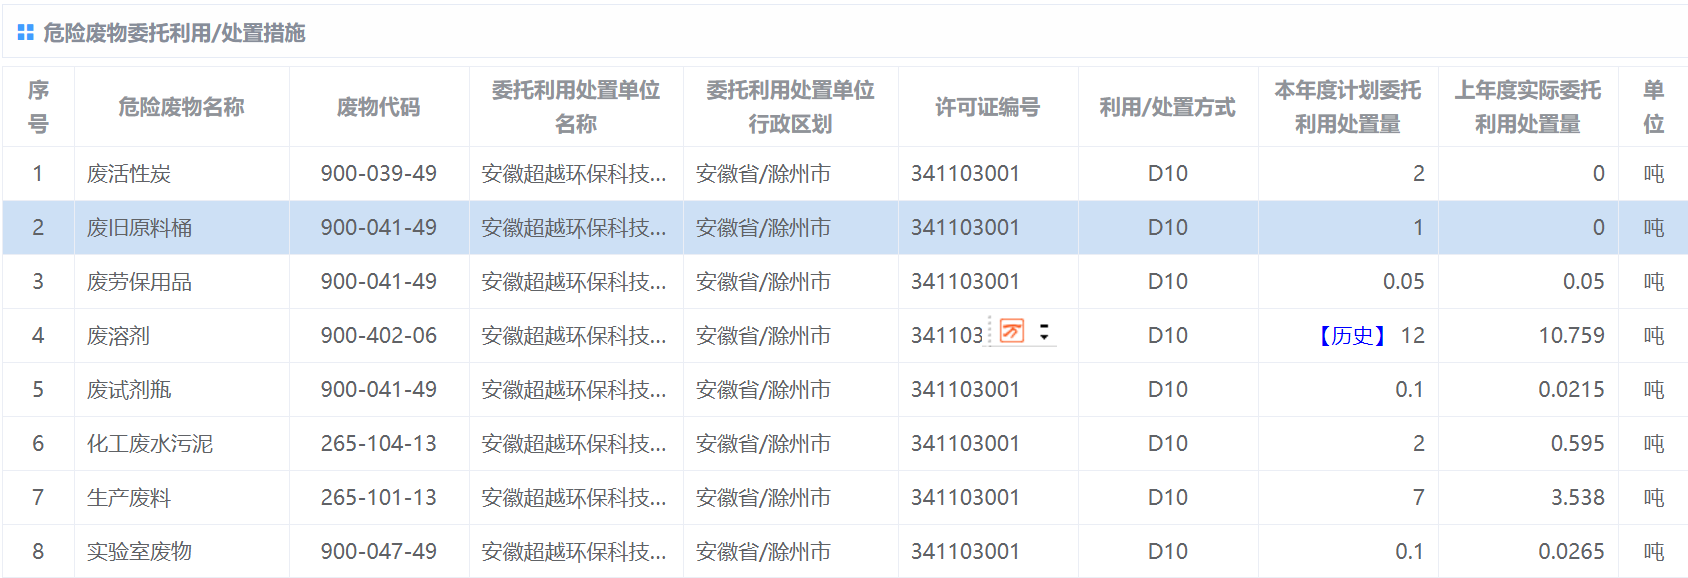 危险废物委托利用/处置措施
序号 危险废物名称 废物代码 委托利用处置单位名称 委托利用处置单位行政区划 许可证编号 利用/处置方式 本年度计划委托利用处置量 上年度实际委托利用处置量 单位
1 废活性炭 900-039-49 安徽超越环保科技... 安徽省/滁州市 341103001 D10 2 0 吨
2 废旧原料桶 900-041-49 安徽超越环保科技... 安徽省/滁州市 341103001 D10 1 0 吨
3 废劳保用品 900-041-49 安徽超越环保科技... 安徽省/滁州市 341103001 D10 0.05 0.05 吨
4 废溶剂 900-402-06 安徽超越环保科技... 安徽省/滁州市 341103 D10 【历史】 12 10.759 吨
5 废试剂瓶 900-041-49 安徽超越环保科技... 安徽省/滁州市 341103001 D10 0.1 0.0215 吨
6 化工废水污泥 265-104-13 安徽超越环保科技... 安徽省/滁州市 341103001 D10 2 0.595 吨
7 生产废料 265-101-13 安徽超越环保科技... 安徽省/滁州市 341103001 D10 7 3.538 吨
8 实验室废物 900-047-49 安徽超越环保科技... 安徽省/滁州市 341103001 D10 0.1 0.0265 吨